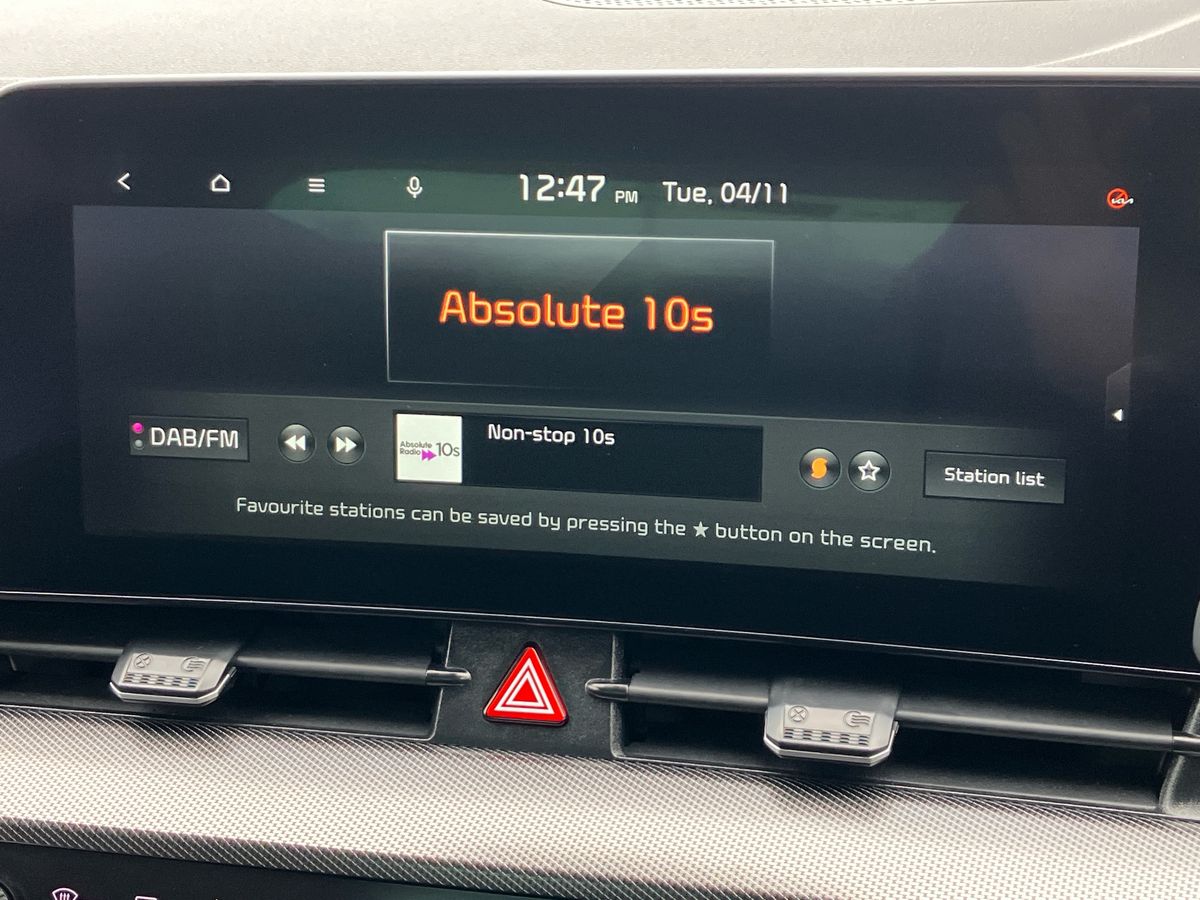 12:47 PM Tue, 04/11
Absolute 10s
DAB/FM
Absolute
Radio 10s
Non-stop 10s
Station list
Favourite stations can be saved by pressing the ★ button on the screen.